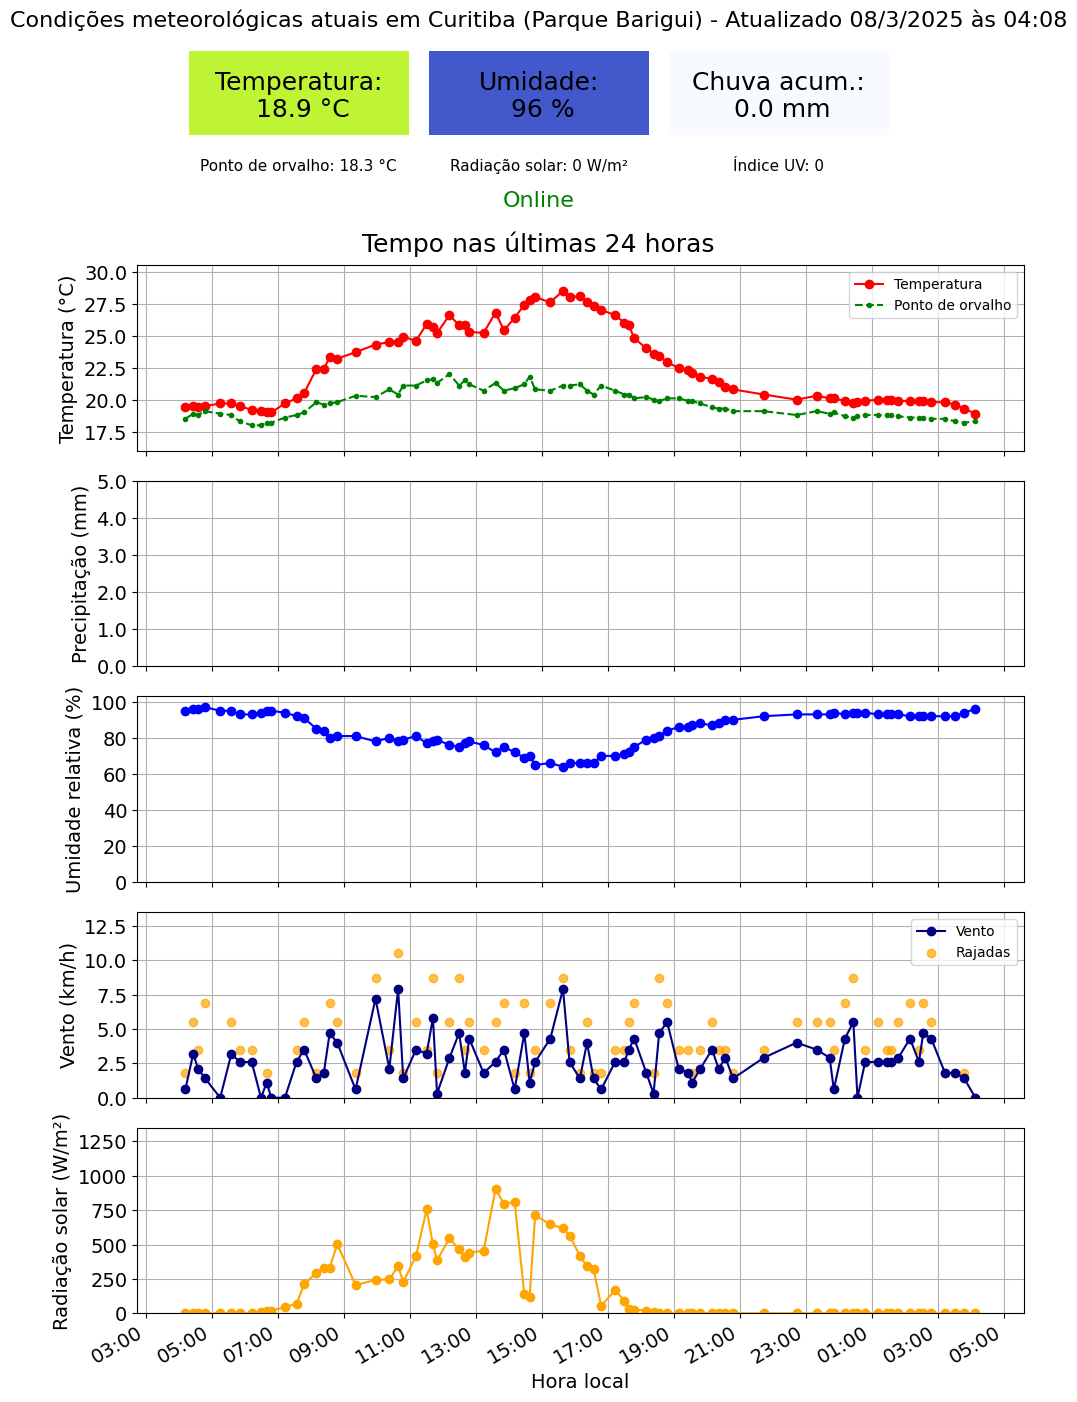 Condições meteorológicas atuais em Curitiba (Parque Barigui) - Atualizado 08/3/2025 às 04:08
Temperatura:
18.9 °C
Umidade:
96 %
Chuva acum.:
0.0 mm
Ponto de orvalho: 18.3 °C
Radiação solar: 0 W/m²
Índice UV: 0
Online
Tempo nas últimas 24 horas
Temperatura (°C)
30.0
27.5
25.0
22.5
20.0
17.5
Temperatura
Ponto de orvalho
Precipitação (mm)
5.0
4.0
3.0
2.0
1.0
0.0
Umidade relativa (%)
100
80
60
40
20
0
Vento (km/h)
12.5
10.0
7.5
5.0
2.5
0.0
Vento
Rajadas
Radiação solar (W/m²)
1250
1000
750
500
250
0
03:00
05:00
07:00
09:00
11:00
13:00
15:00
17:00
19:00
21:00
23:00
01:00
03:00
05:00
Hora local